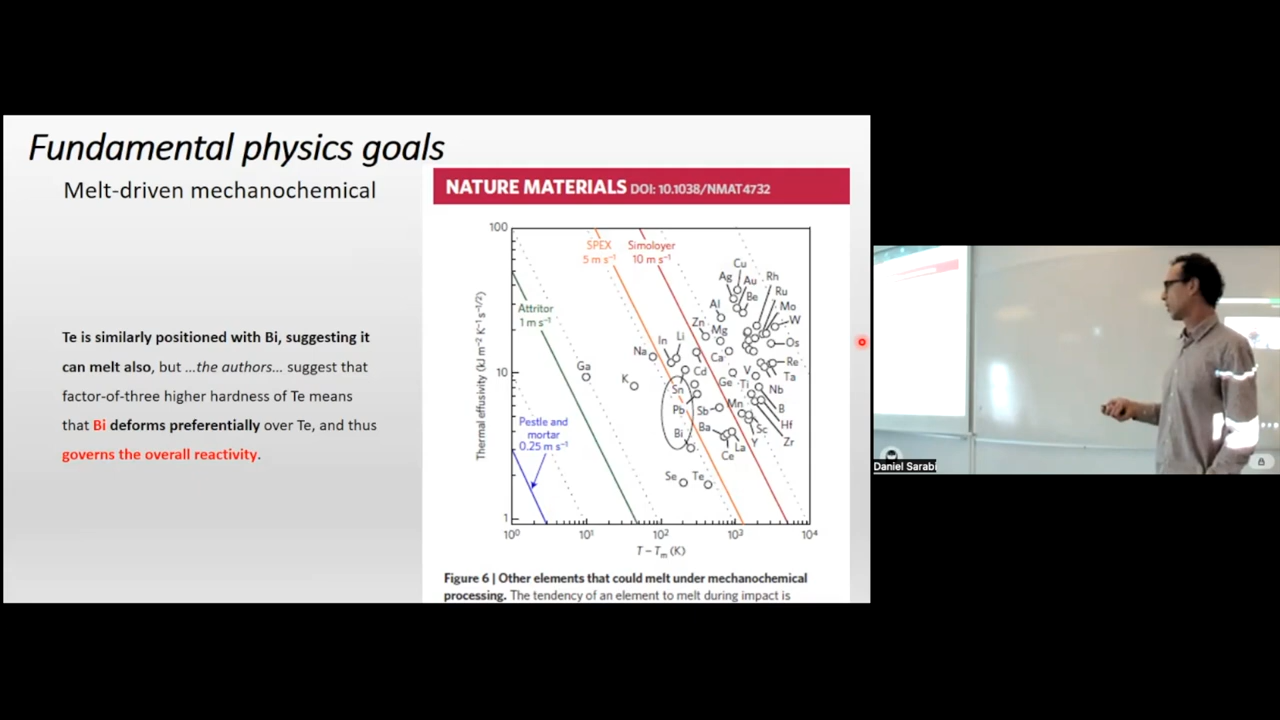 Fundamental physics goals
Melt-driven mechanochemical
Te is similarly positioned with Bi, suggesting it
can melt also, but ...the authors... suggest that
factor-of-three higher hardness of Te means
that Bi deforms preferentially over Te, and thus
governs the overall reactivity.
NATURE MATERIALS DOI: 10.1038/NMAT4732
100
10
1
Thermal effusivity (kJ m⁻² K⁻¹ s⁻¹/²)
SPEX
5 m s⁻¹
Simoloyer
10 m s⁻¹
Attritor
1 m s⁻¹
Pestle and
mortar
0.25 m s⁻¹
Cu
Ag
Au
Be
Rh
Ru
Mo
W
Al
Zn
Mg
Os
In
Li
Na
Ca
Ga
K
Cd
Re
Ta
V
Ge
Ti
Nb
Sn
Pb
Sb
Mn
B
Hf
Bi
Ba
La
Sc
Y
Zr
Ce
Se
Te
10⁰
10¹
10²
10³
10⁴
T – Tm (K)
Figure 6 | Other elements that could melt under mechanochemical
processing. The tendency of an element to melt during impact is
Daniel Sarabi